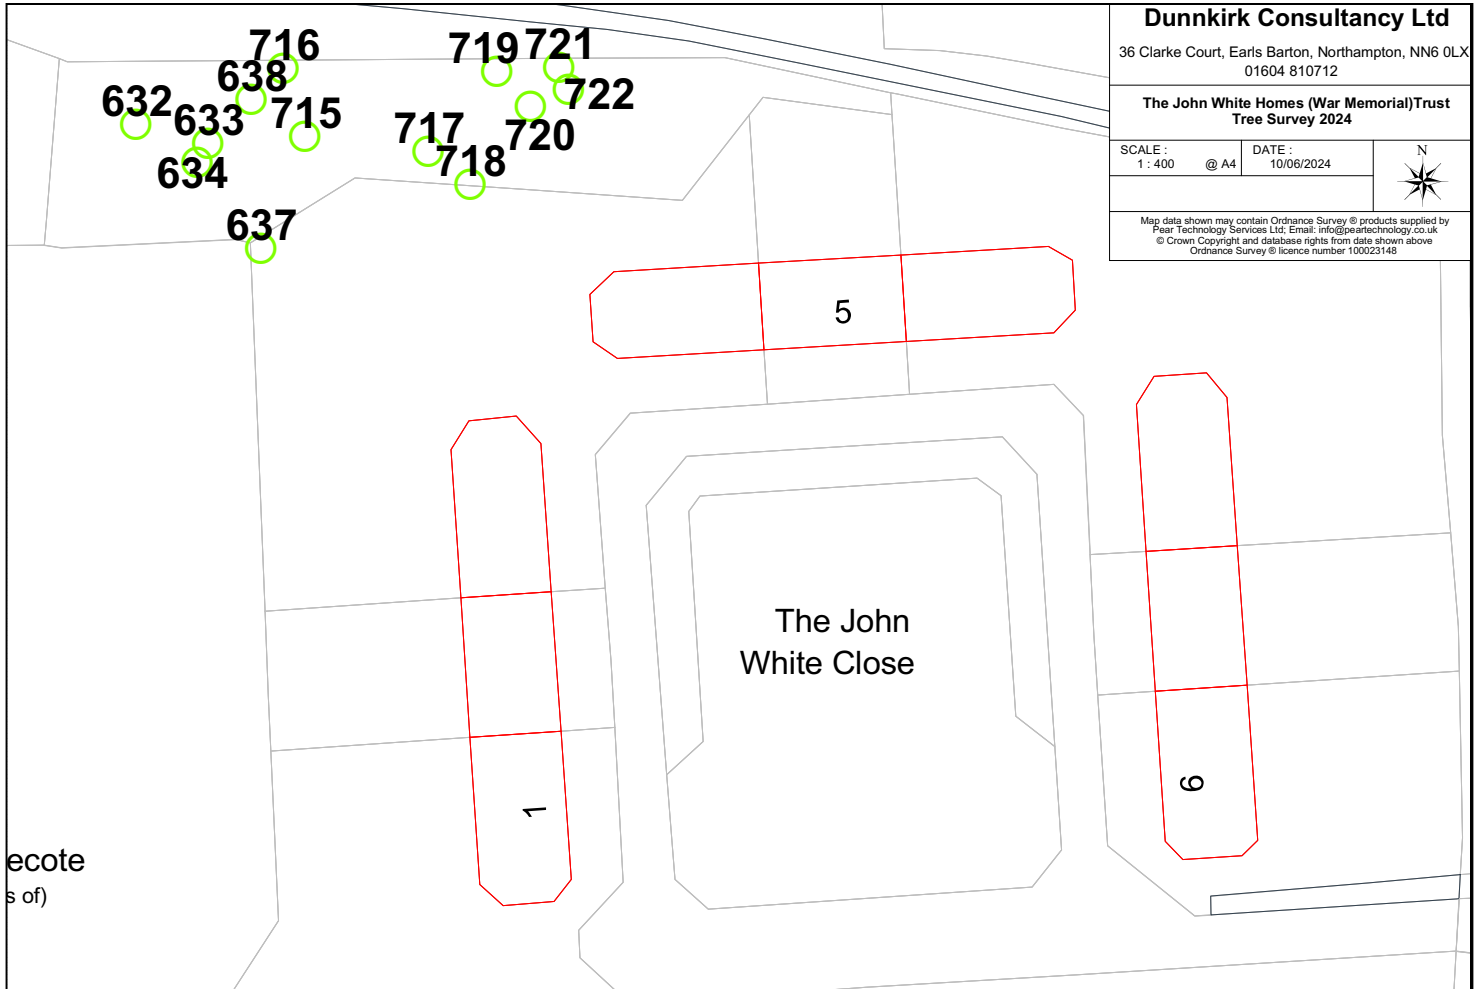 Dunnkirk Consultancy Ltd
36 Clarke Court, Earls Barton, Northampton, NN6 0LX
01604 810712
The John White Homes (War Memorial)Trust
Tree Survey 2024
SCALE :
1 : 400 @ A4
DATE :
10/06/2024
N
Map data shown may contain Ordnance Survey ® products supplied by
Pear Technology Services Ltd; Email: info@peartechnology.co.uk
© Crown Copyright and database rights from date shown above
Ordnance Survey ® licence number 100023148
716
719
721
638
722
632
633
715
717
720
634
718
637
5
The John
White Close
1
6
ecote
s of)